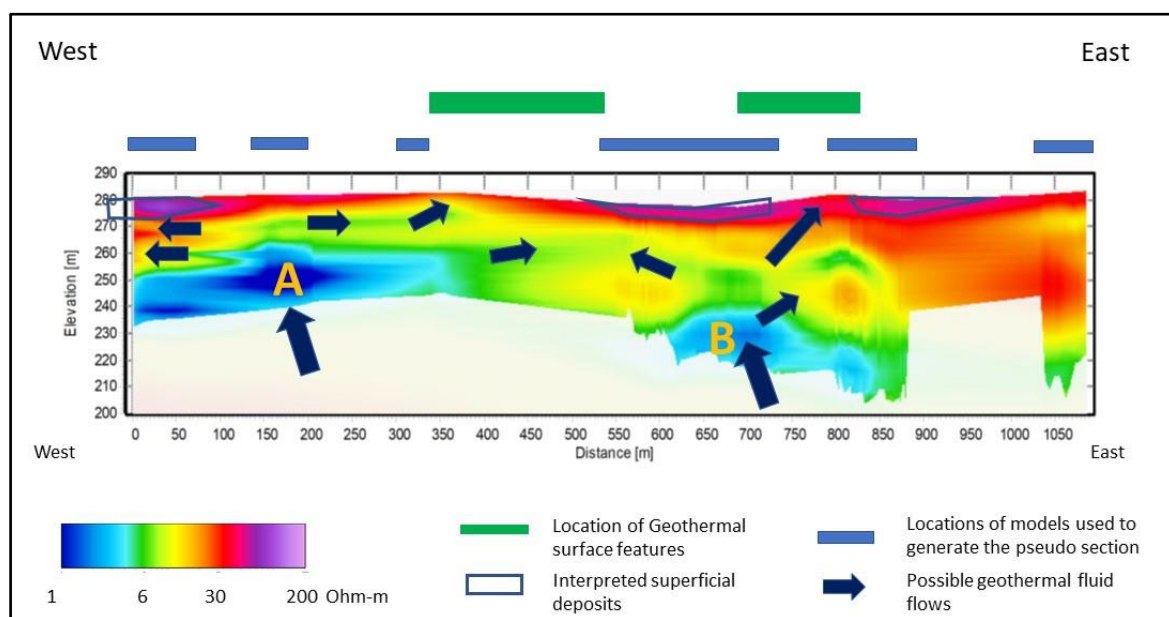 West
East
290
280
270
260
250
240
230
220
210
200
Elevation [m]
A
B
0 50 100 150 200 250 300 350 400 450 500 550 600 650 700 750 800 850 900 950 1000 1050
West
Distance [m]
East
Location of Geothermal
surface features
Locations of models used to
generate the pseudo section
1 6 30 200 Ohm-m
Interpreted superficial
deposits
Possible geothermal fluid
flows